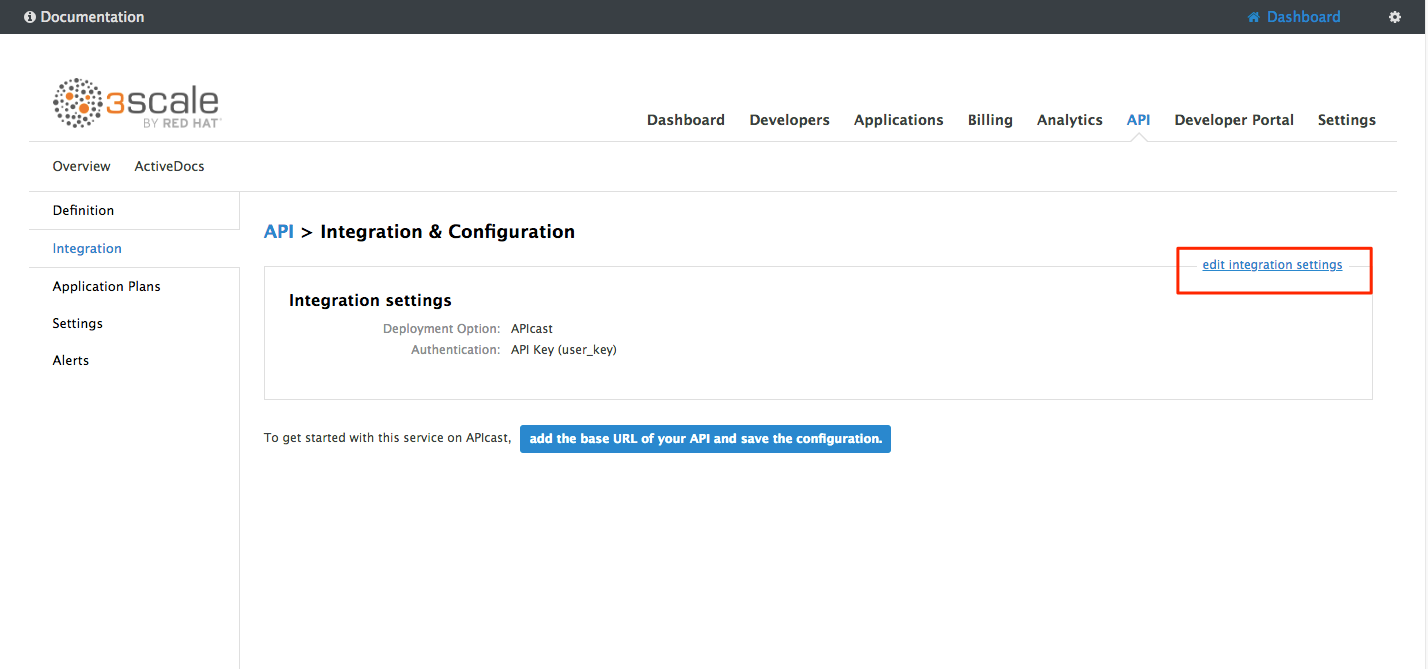 Documentation
Dashboard
3scale
BY RED HAT
Dashboard Developers Applications Billing Analytics API Developer Portal Settings
Overview ActiveDocs
Definition
Integration
Application Plans
Settings
Alerts
API > Integration & Configuration
edit integration settings
Integration settings
Deployment Option: APIcast
Authentication: API Key (user_key)
To get started with this service on APIcast, add the base URL of your API and save the configuration.